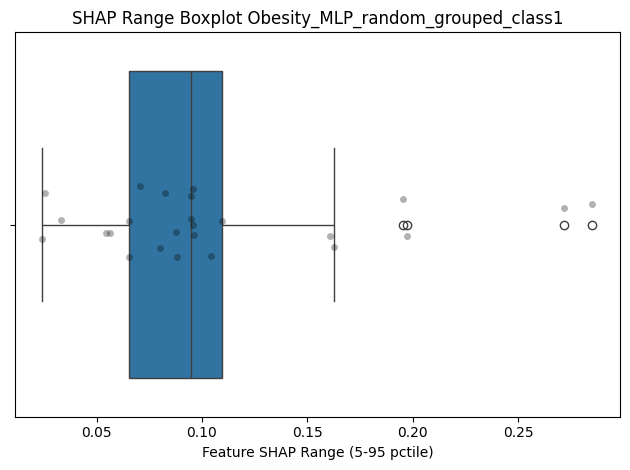 SHAP Range Boxplot Obesity_MLP_random_grouped_class1
0.05 0.10 0.15 0.20 0.25
Feature SHAP Range (5-95 pctile)